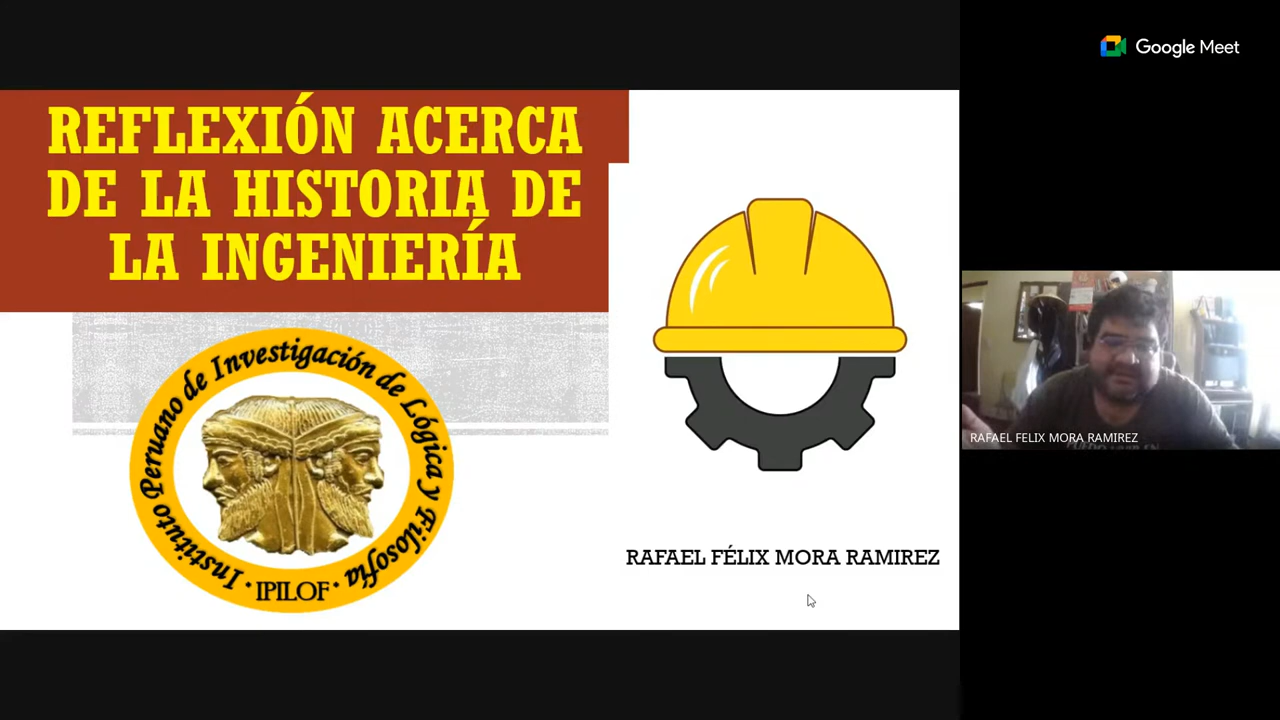 REFLEXIÓN ACERCA
DE LA HISTORIA DE
LA INGENIERÍA
Instituto Peruano de Investigación de Lógica y Filosofía
· IPILOF ·
RAFAEL FÉLIX MORA RAMIREZ
Google Meet
RAFAEL FELIX MORA RAMIREZ